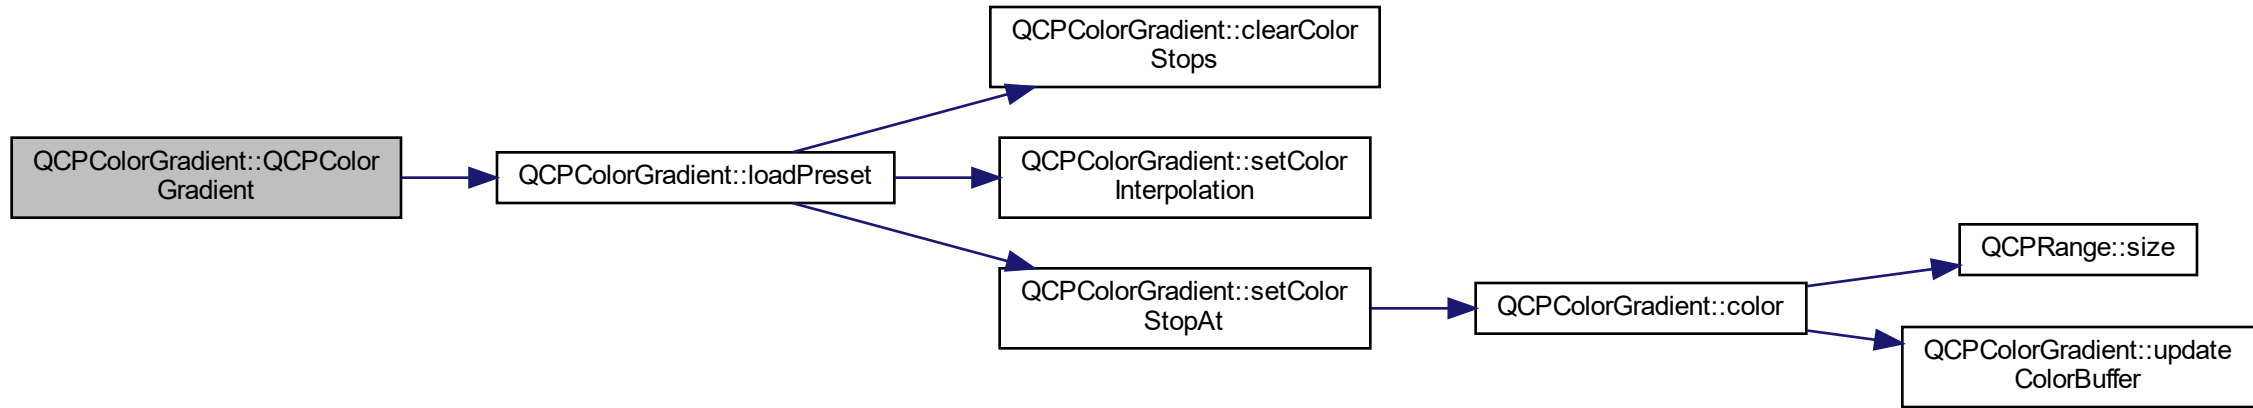 QCPColorGradient::QCPColor
Gradient
QCPColorGradient::loadPreset
QCPColorGradient::clearColor
Stops
QCPColorGradient::setColor
Interpolation
QCPColorGradient::setColor
StopAt
QCPColorGradient::color
QCPRange::size
QCPColorGradient::update
ColorBuffer